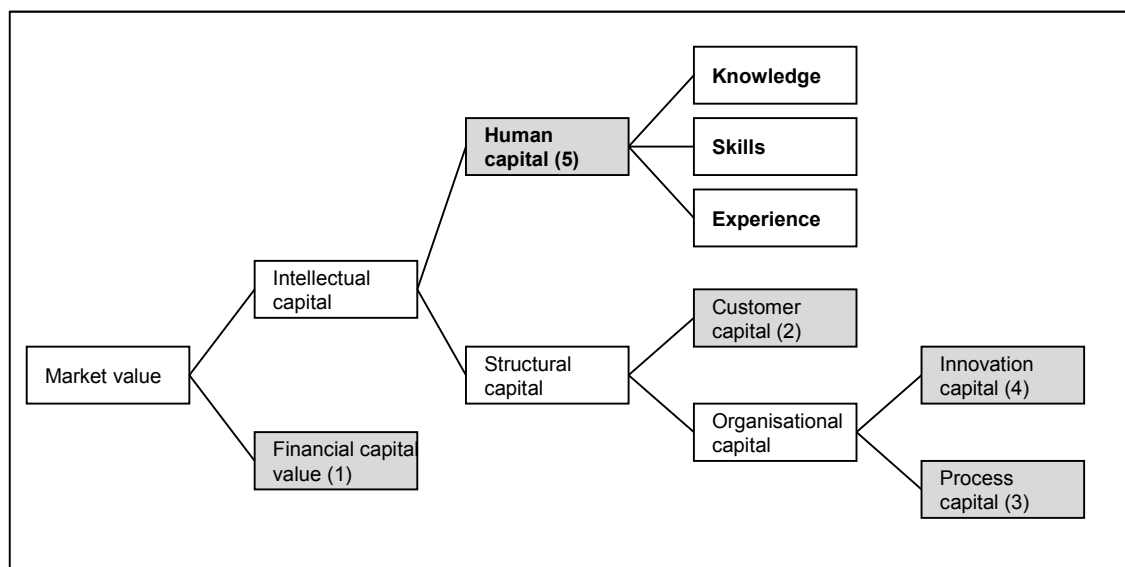 Knowledge
Human
capital (5)
Skills
Experience
Intellectual
capital
Customer
capital (2)
Market value
Structural
capital
Innovation
capital (4)
Organisational
capital
Financial capital
value (1)
Process
capital (3)